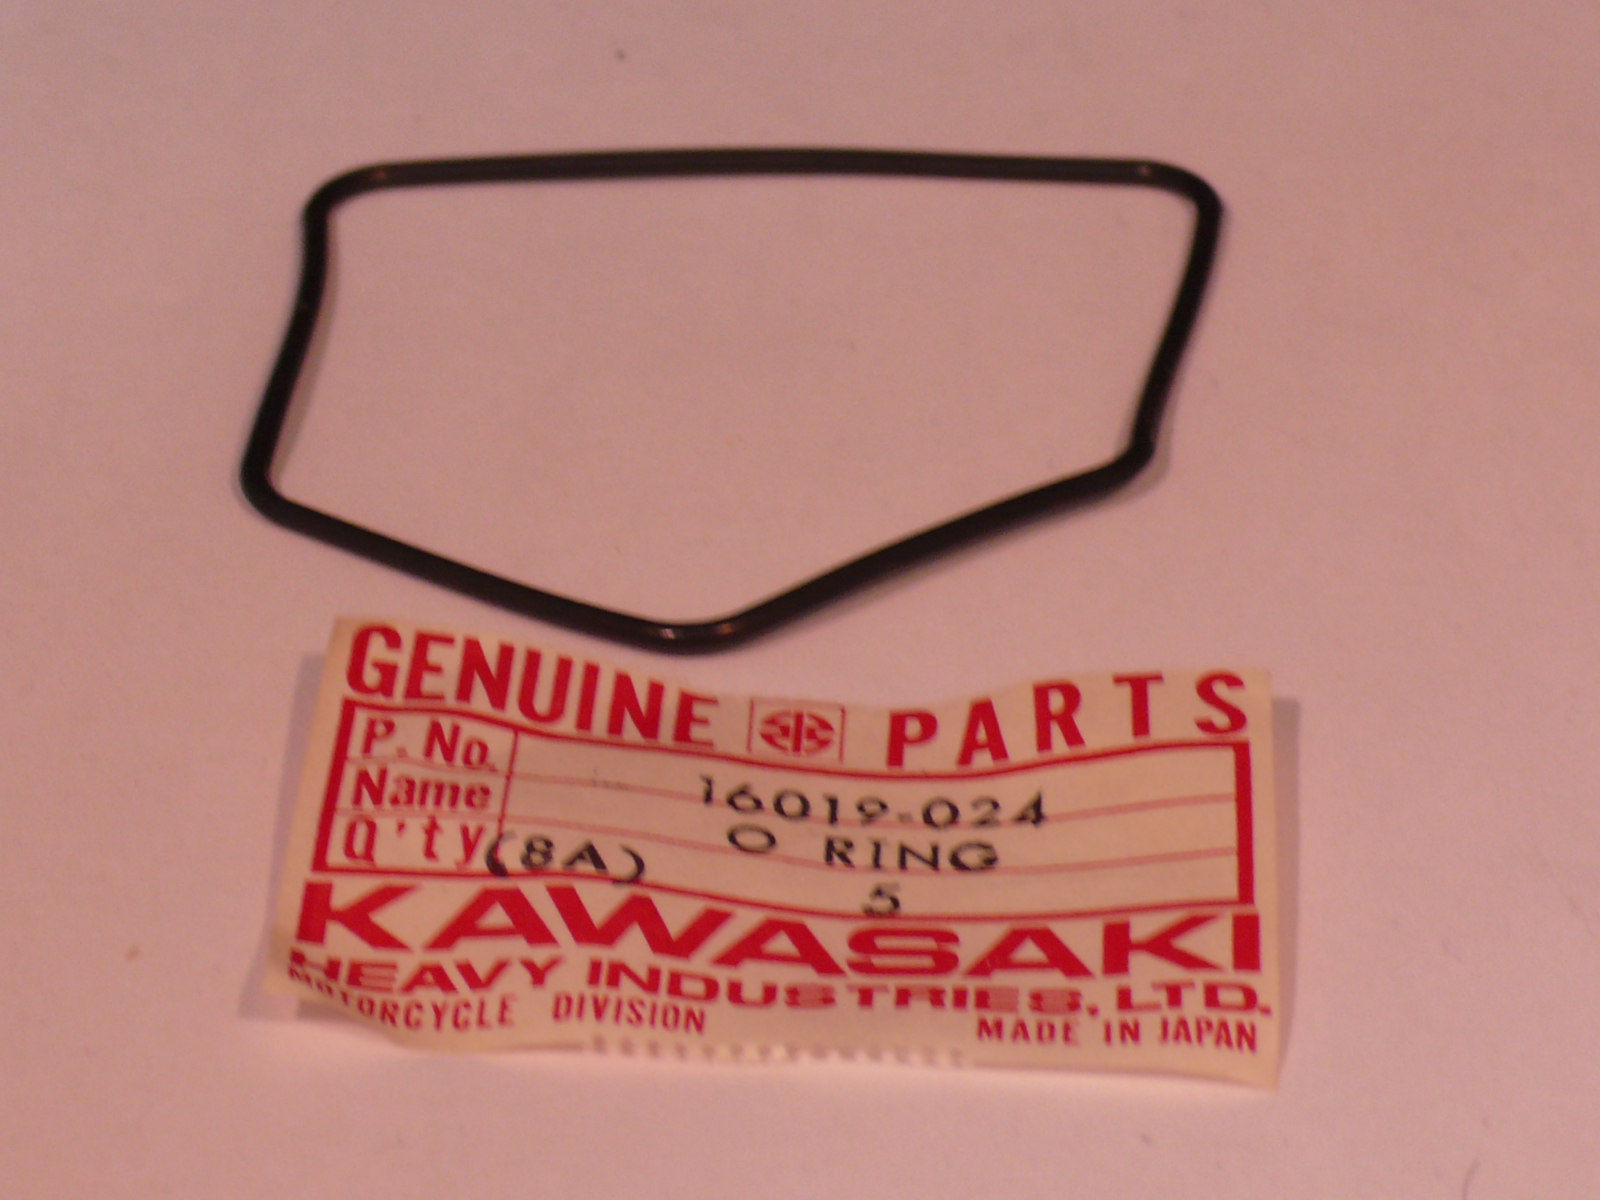 GENUINE PARTS
P. No. 16019-024
Name O RING
Q'ty (8A) 5
KAWASAKI
HEAVY INDUSTRIES, LTD.
MOTORCYCLE DIVISION MADE IN JAPAN